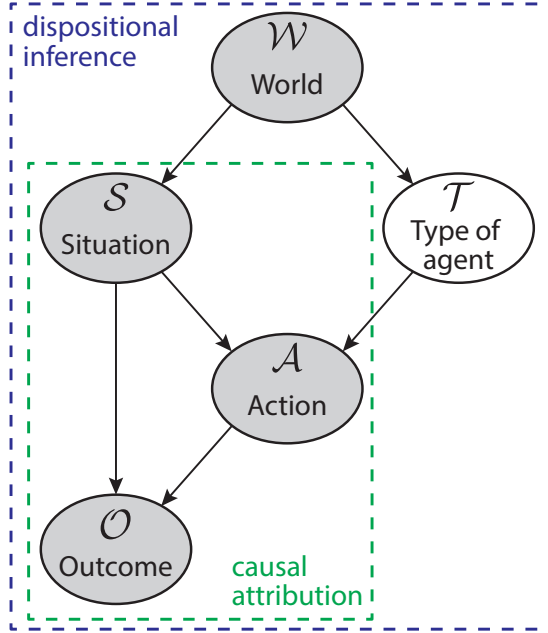 dispositional
inference
𝒲
World
𝒮
Situation
𝒯
Type of
agent
𝒜
Action
𝒪
Outcome
causal
attribution